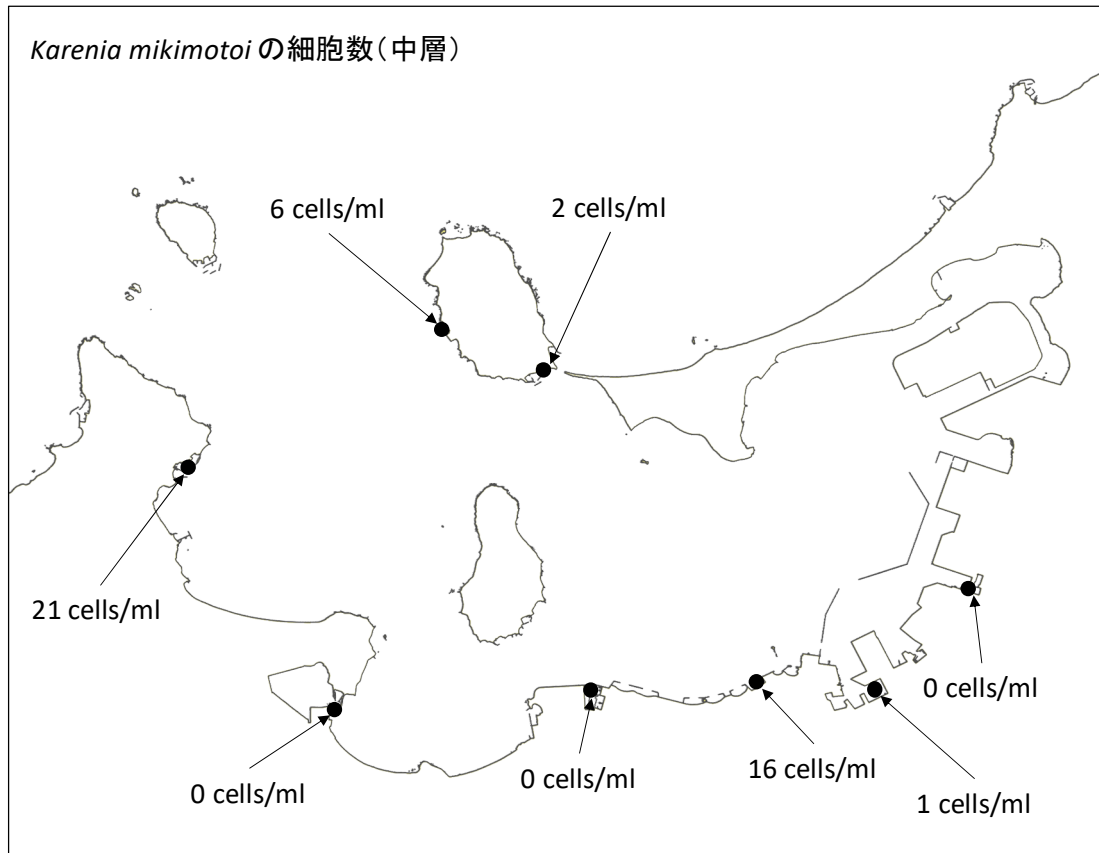 Karenia mikimotoi の細胞数(中層)
6 cells/ml
2 cells/ml
21 cells/ml
0 cells/ml
0 cells/ml
16 cells/ml
0 cells/ml
1 cells/ml